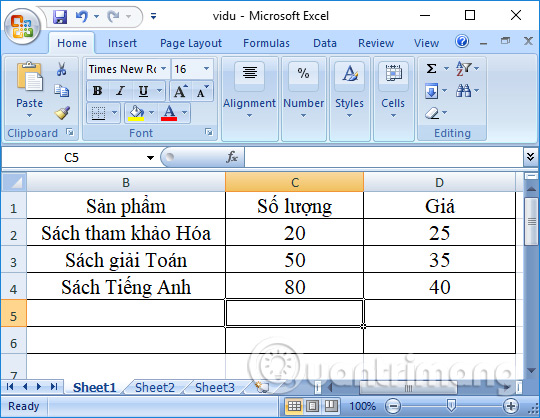 vidu - Microsoft Excel
Home Insert Page Layout Formulas Data Review View
Paste
Clipboard
Times New Ro 16
B I U
A A
A
Font
Alignment
%
Number
A
Styles
Cells
Σ
Editing
C5 fx
B C D
1 Sản phẩm Số lượng Giá
2 Sách tham khảo Hóa 20 25
3 Sách giải Toán 50 35
4 Sách Tiếng Anh 80 40
5
6
7
Quantrimang
Sheet1 Sheet2 Sheet3
Ready 100%